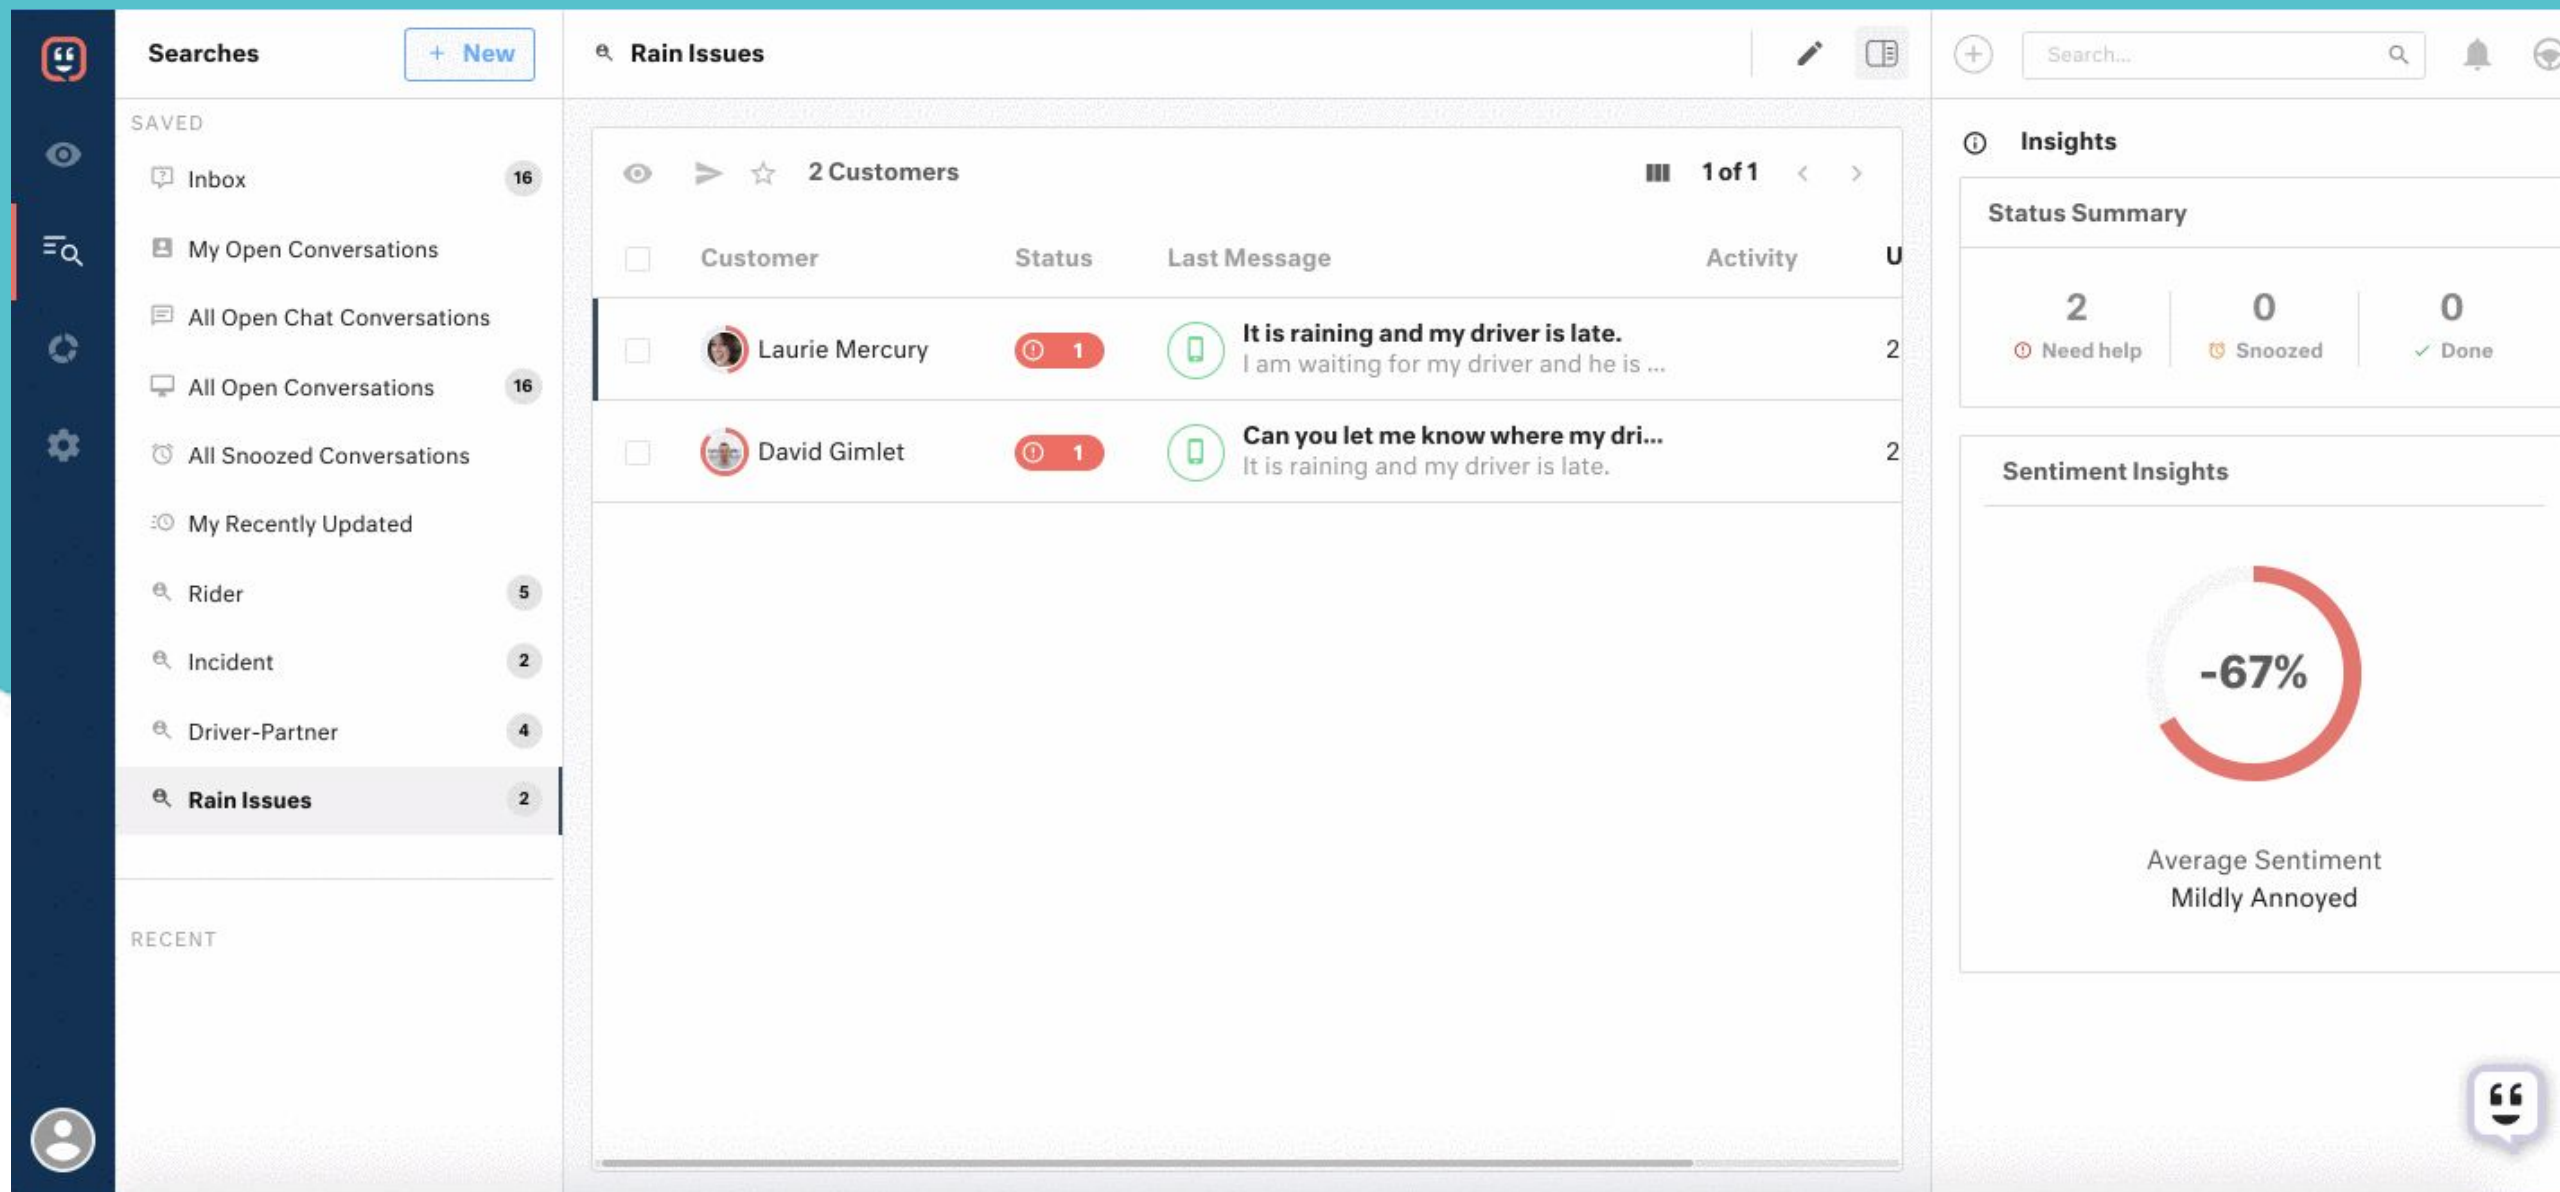 Searches
+ New
SAVED
Inbox 16
My Open Conversations
All Open Chat Conversations
All Open Conversations 16
All Snoozed Conversations
My Recently Updated
Rider 5
Incident 2
Driver-Partner 4
Rain Issues 2
RECENT
Rain Issues
2 Customers
1 of 1
Customer Status Last Message Activity U
Laurie Mercury 1 It is raining and my driver is late. 2
I am waiting for my driver and he is ...
David Gimlet 1 Can you let me know where my dri... 2
It is raining and my driver is late.
Search...
Insights
Status Summary
2 0 0
Need help Snoozed Done
Sentiment Insights
-67%
Average Sentiment
Mildly Annoyed